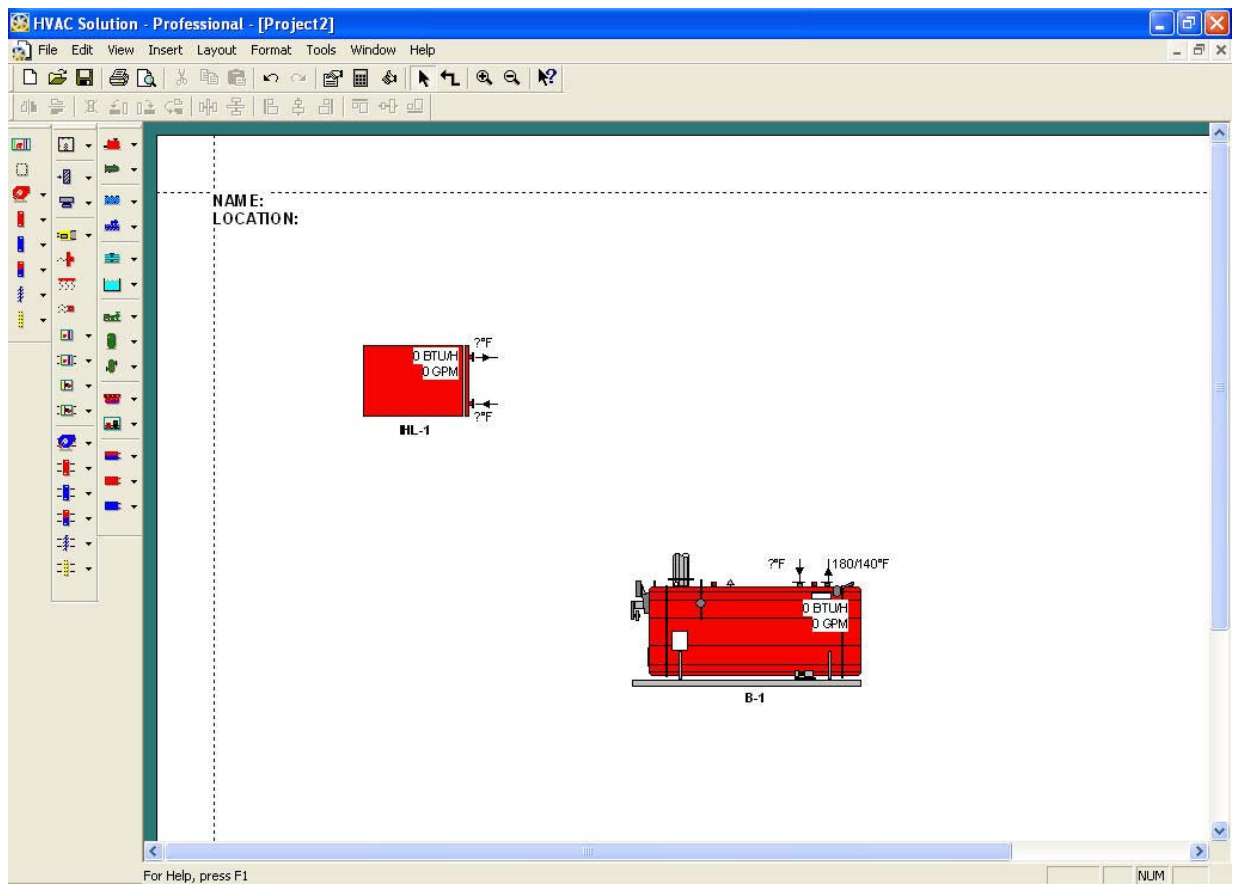 HVAC Solution - Professional - [Project2]
File Edit View Insert Layout Format Tools Window Help
NAME:
LOCATION:
?°F
0 BTU/H
0 GPM
?°F
HL-1
?°F 180/140°F
0 BTU/H
0 GPM
B-1
For Help, press F1 NUM